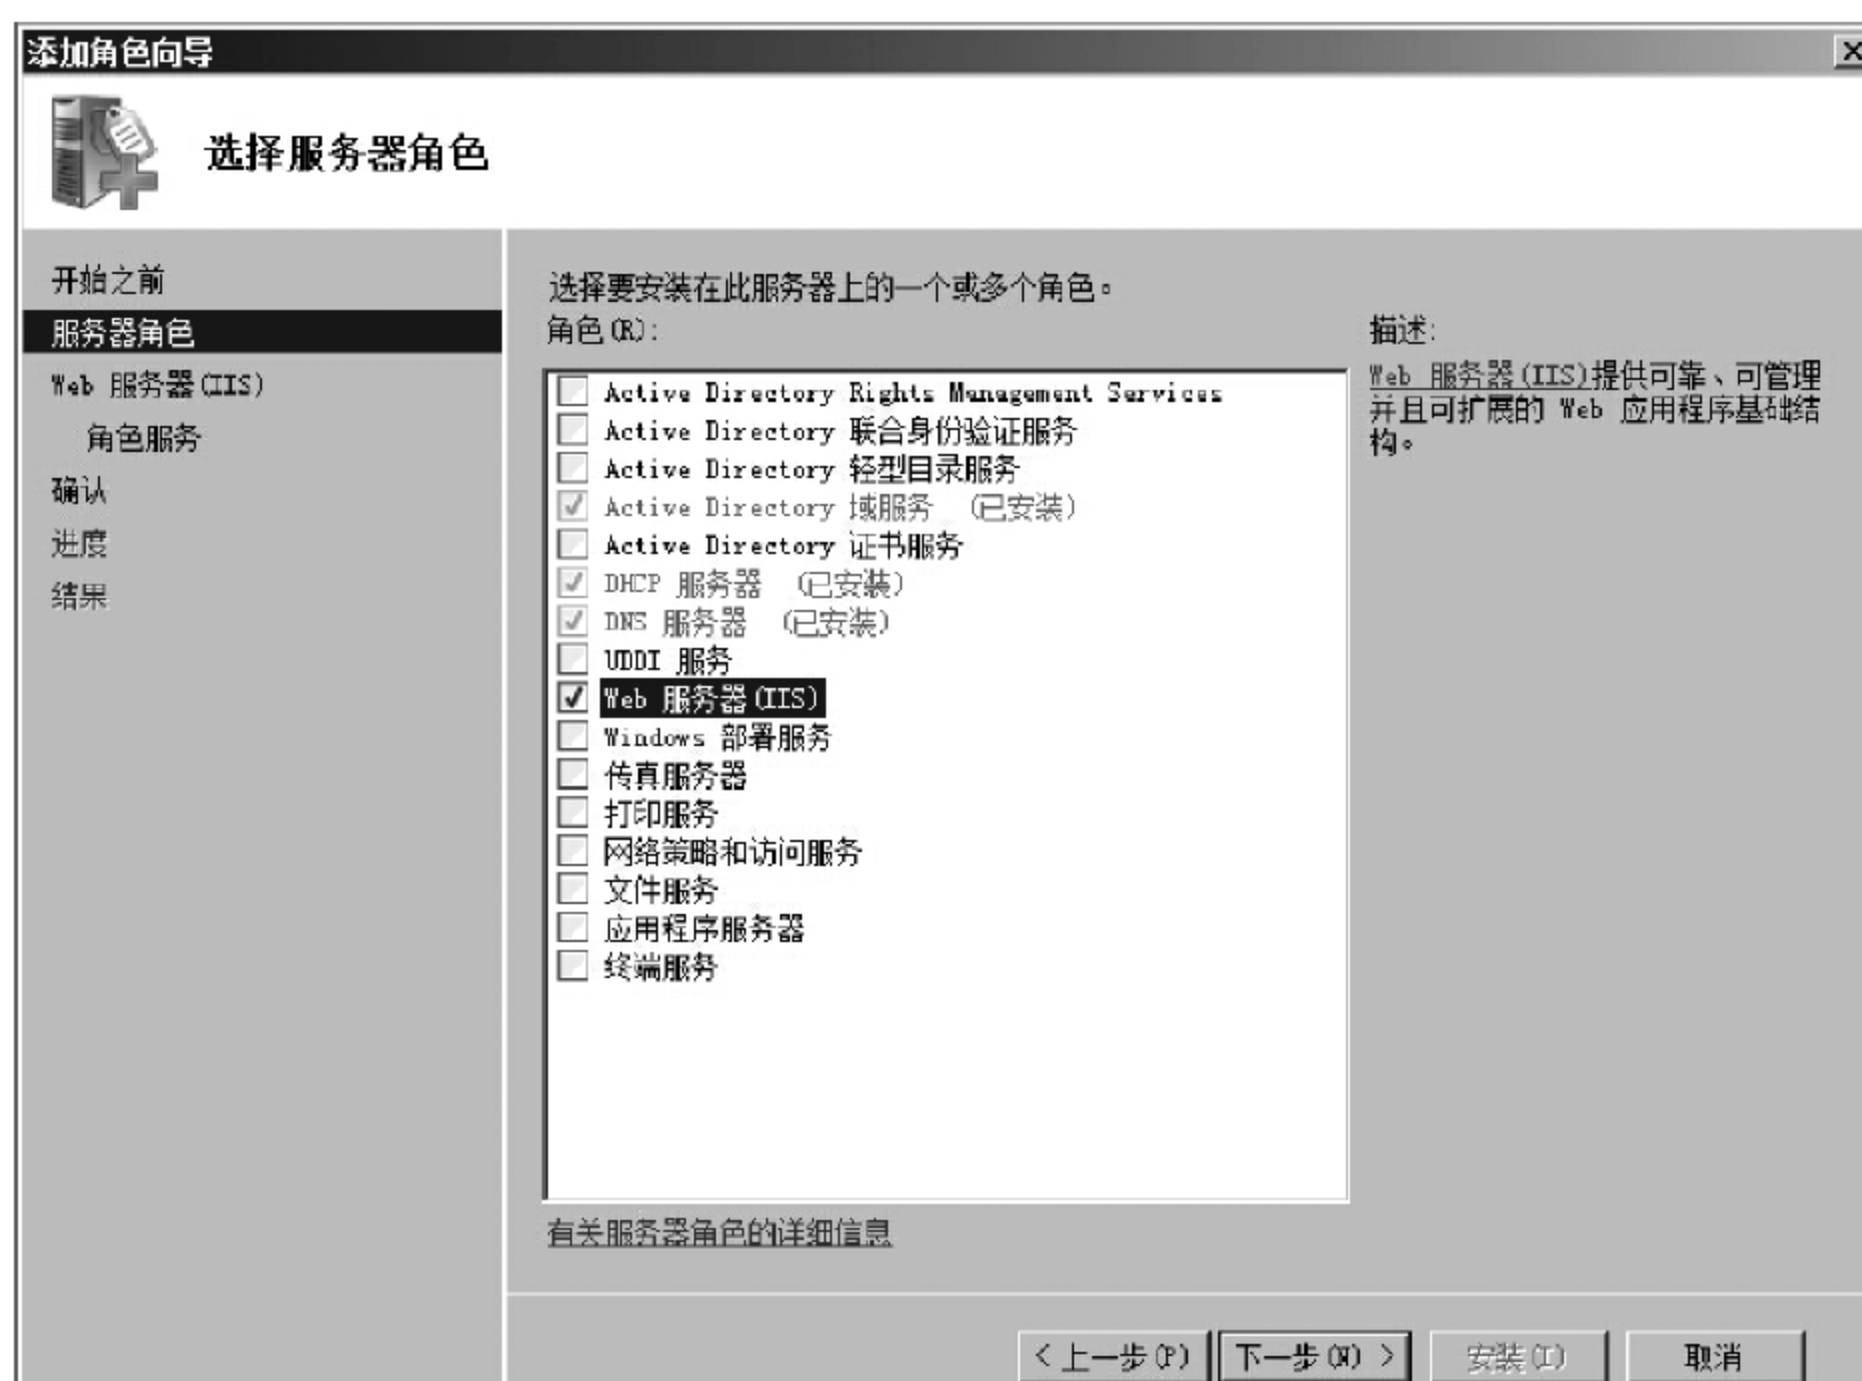 添加角色向导
选择服务器角色
开始之前
服务器角色
Web 服务器(IIS)
角色服务
确认
进度
结果
选择要安装在此服务器上的一个或多个角色。
角色(R):
Active Directory Rights Management Services
Active Directory 联合身份验证服务
Active Directory 轻型目录服务
Active Directory 域服务 (已安装)
Active Directory 证书服务
DHCP 服务器 (已安装)
DNS 服务器 (已安装)
UDDI 服务
Web 服务器(IIS)
Windows 部署服务
传真服务器
打印服务
网络策略和访问服务
文件服务
应用程序服务器
终端服务
有关服务器角色的详细信息
描述:
Web 服务器(IIS)提供可靠、可管理
并且可扩展的 Web 应用程序基础结
构。
< 上一步(P)
下一步(N) >
安装(I)
取消